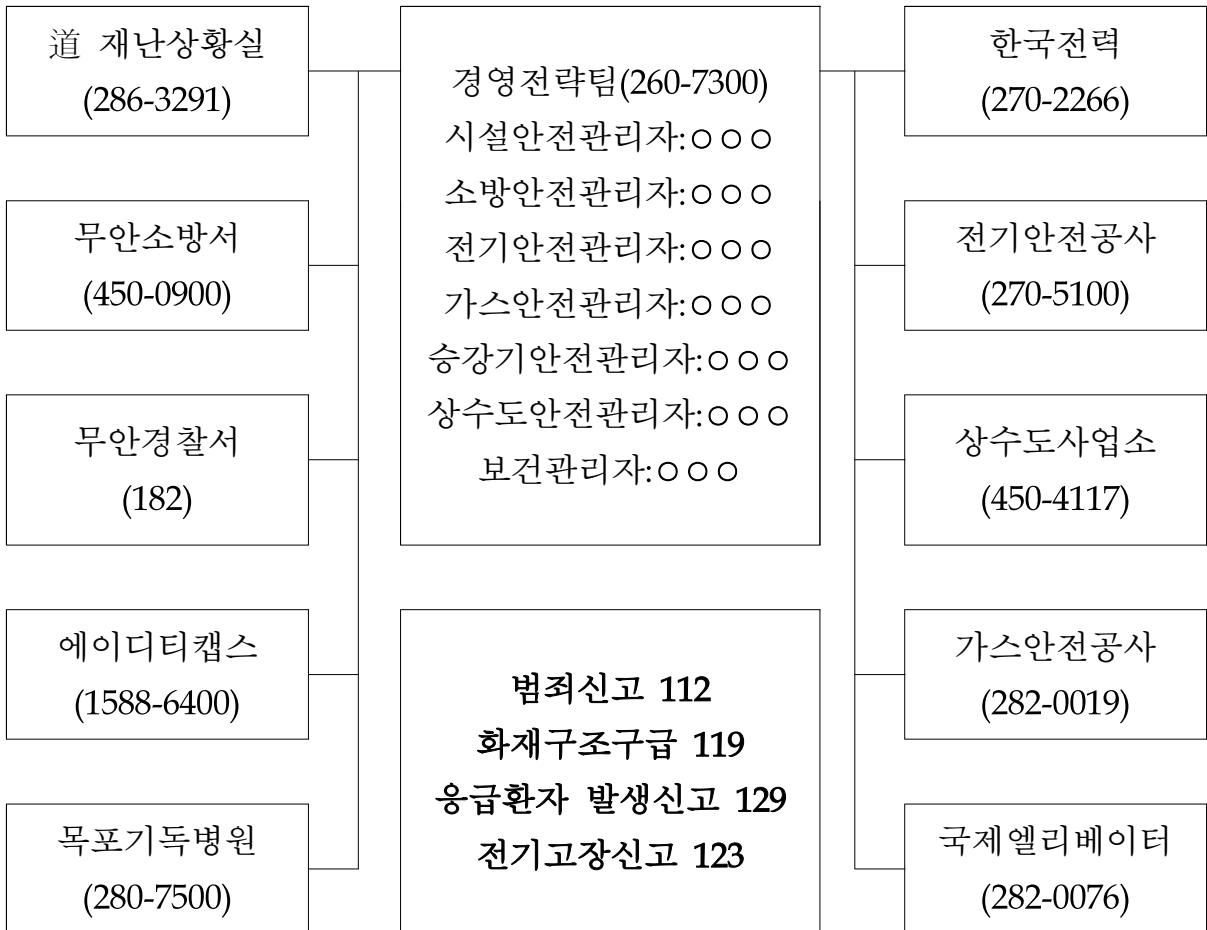 道 재난상황실
(286-3291)
무안소방서
(450-0900)
무안경찰서
(182)
에이디티캡스
(1588-6400)
목포기독병원
(280-7500)
경영전략팀(260-7300)
시설안전관리자:○○○
소방안전관리자:○○○
전기안전관리자:○○○
가스안전관리자:○○○
승강기안전관리자:○○○
상수도안전관리자:○○○
보건관리자:○○○
범죄신고 112
화재구조구급 119
응급환자 발생신고 129
전기고장신고 123
한국전력
(270-2266)
전기안전공사
(270-5100)
상수도사업소
(450-4117)
가스안전공사
(282-0019)
국제엘리베이터
(282-0076)